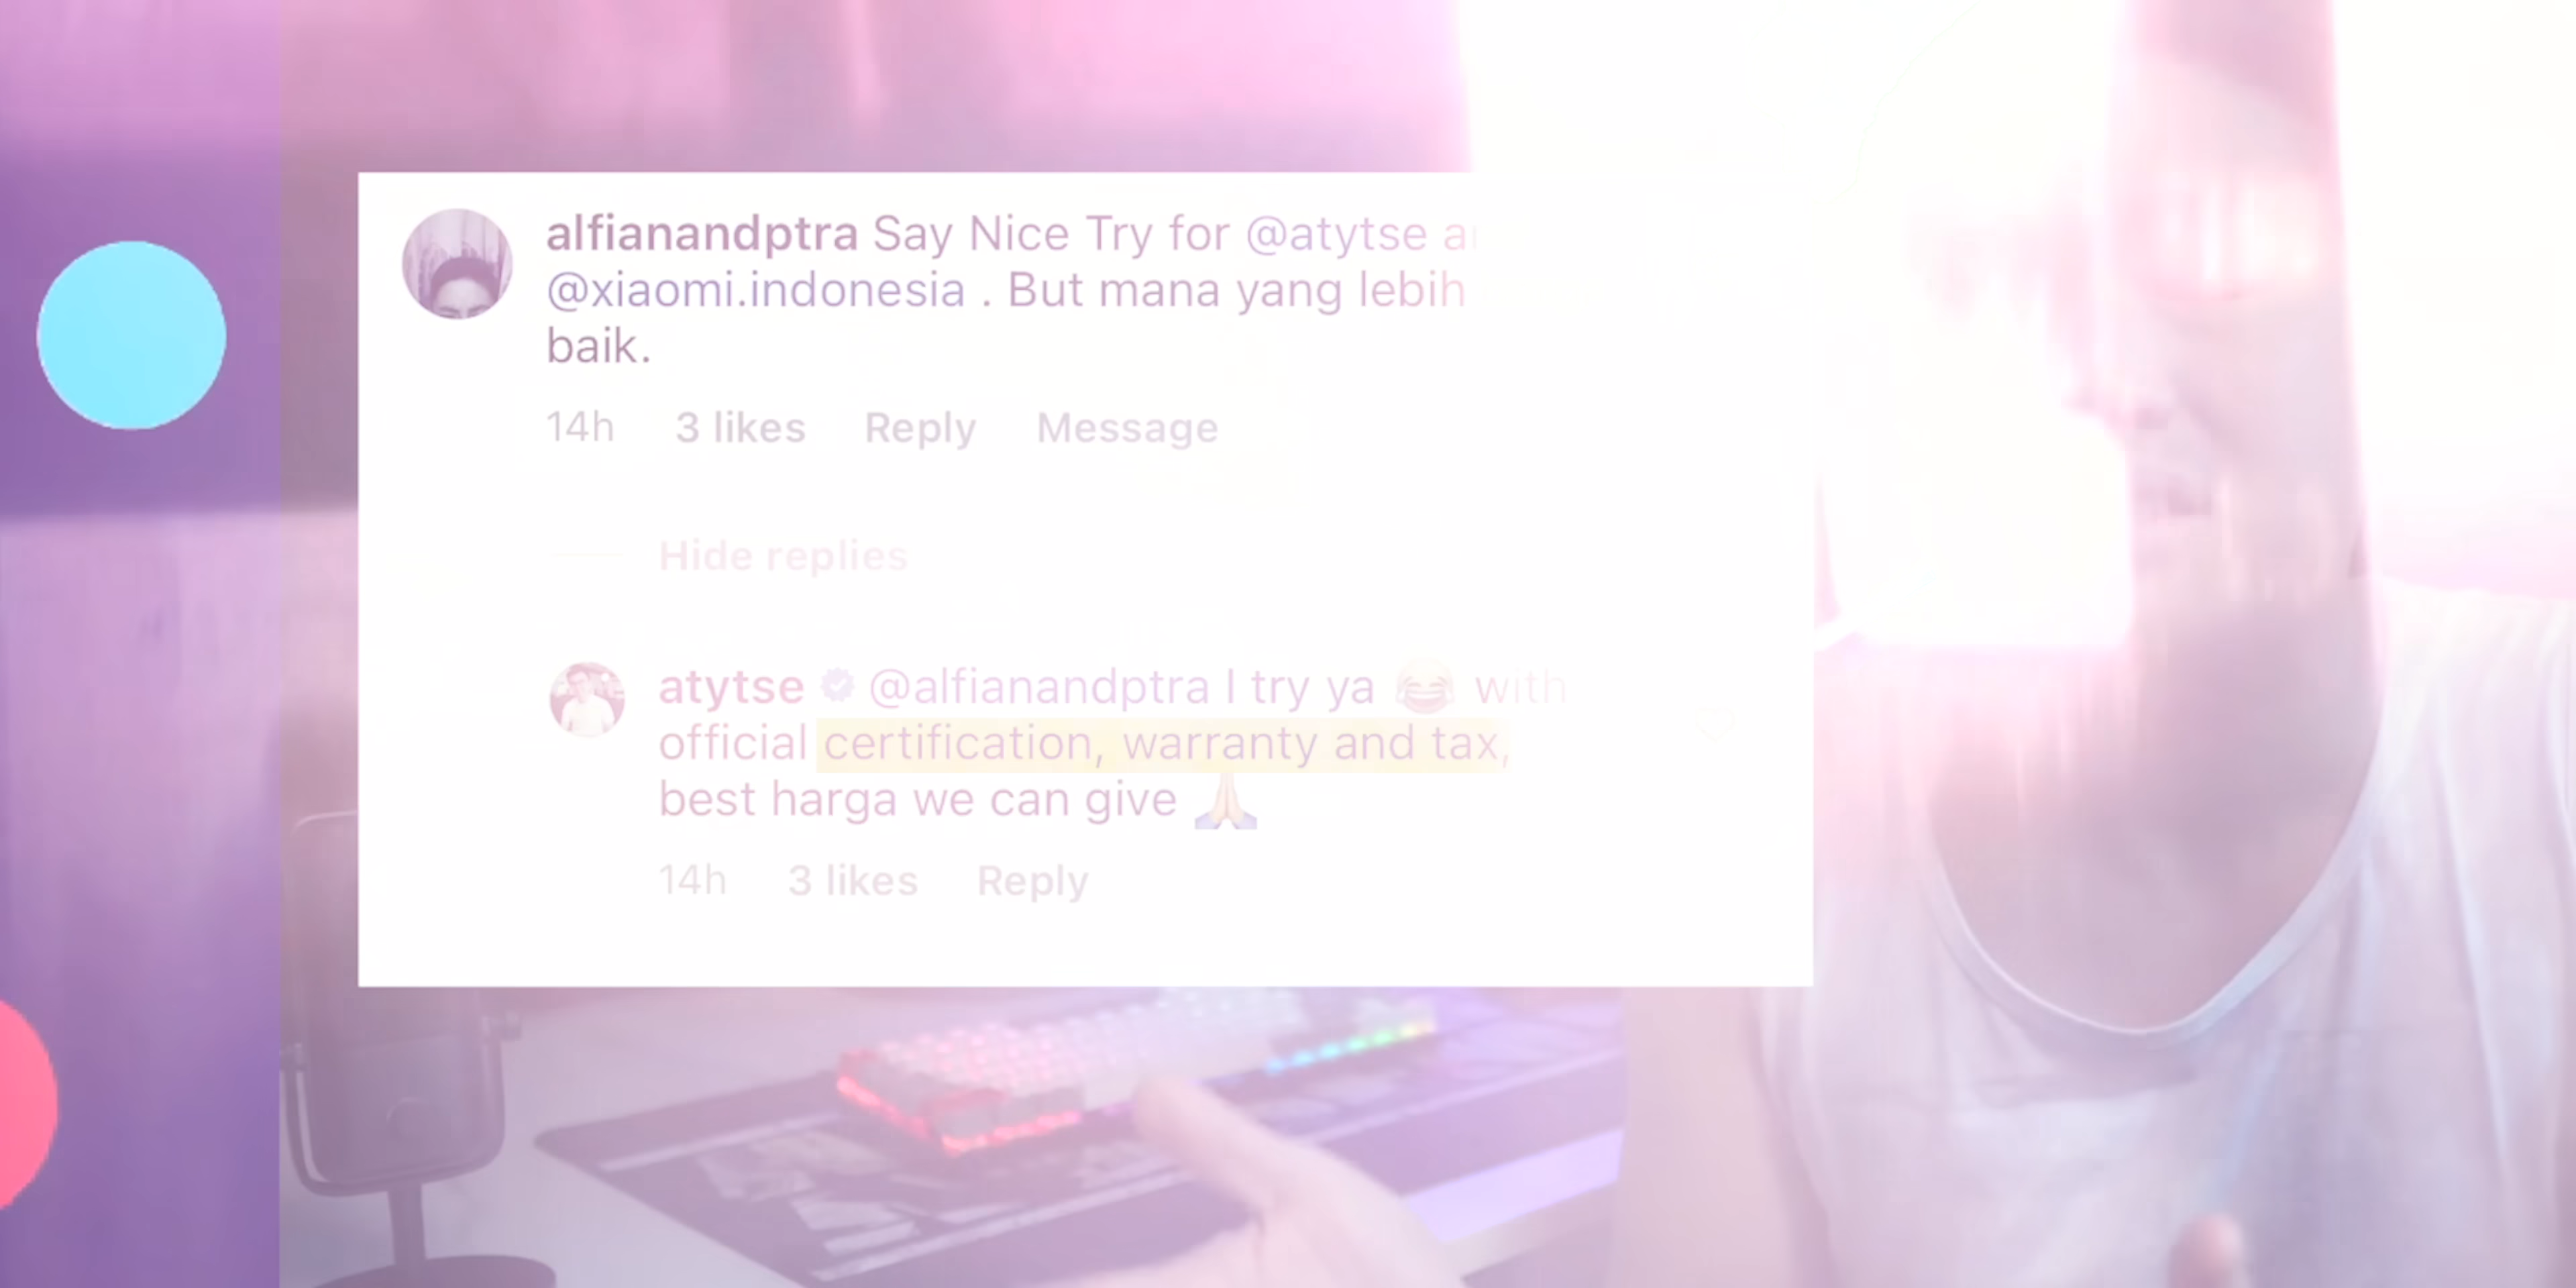 alfianandptra Say Nice Try for @atytse
@xiaomi.indonesia . But mana yang lebih
baik.
14h 3 likes Reply Message
Hide replies
atytse @alfianandptra I try ya 😂 with
official certification, warranty and tax,
best harga we can give 🙏🏻
14h 3 likes Reply